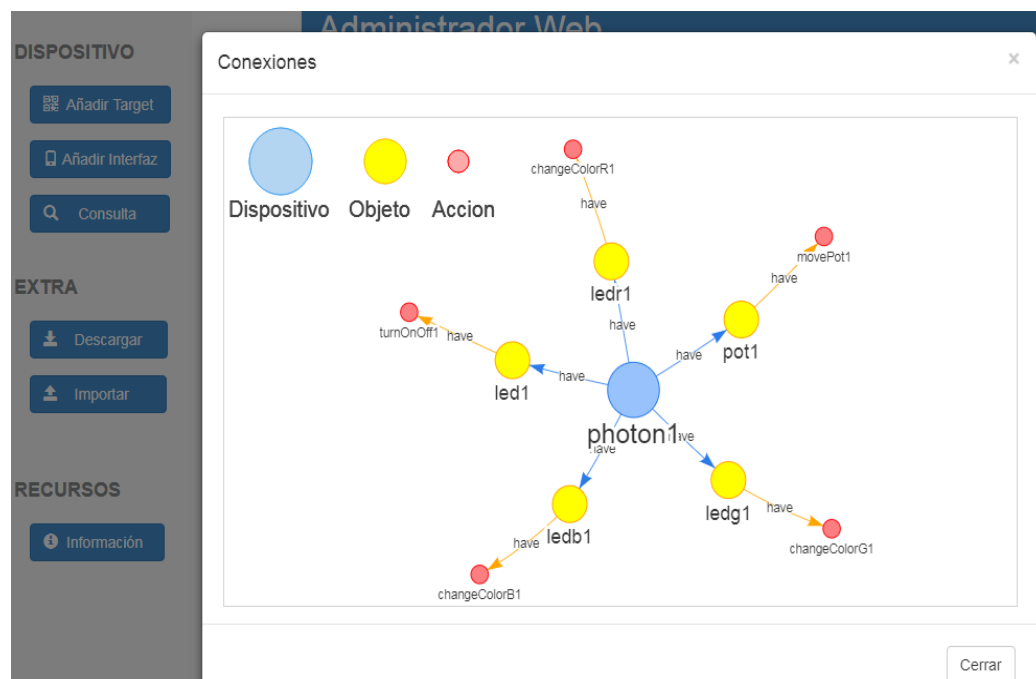 Administrador Web
DISPOSITIVO
Añadir Target
Añadir Interfaz
Consulta
EXTRA
Descargar
Importar
RECURSOS
Información
Conexiones
×
Dispositivo
Objeto
Accion
changeColorR1
have
ledr1
have
movePot1
have
pot1
have
turnOnOff1
have
led1
have
photon1
have
have
ledg1
have
changeColorG1
ledb1
have
changeColorB1
Cerrar